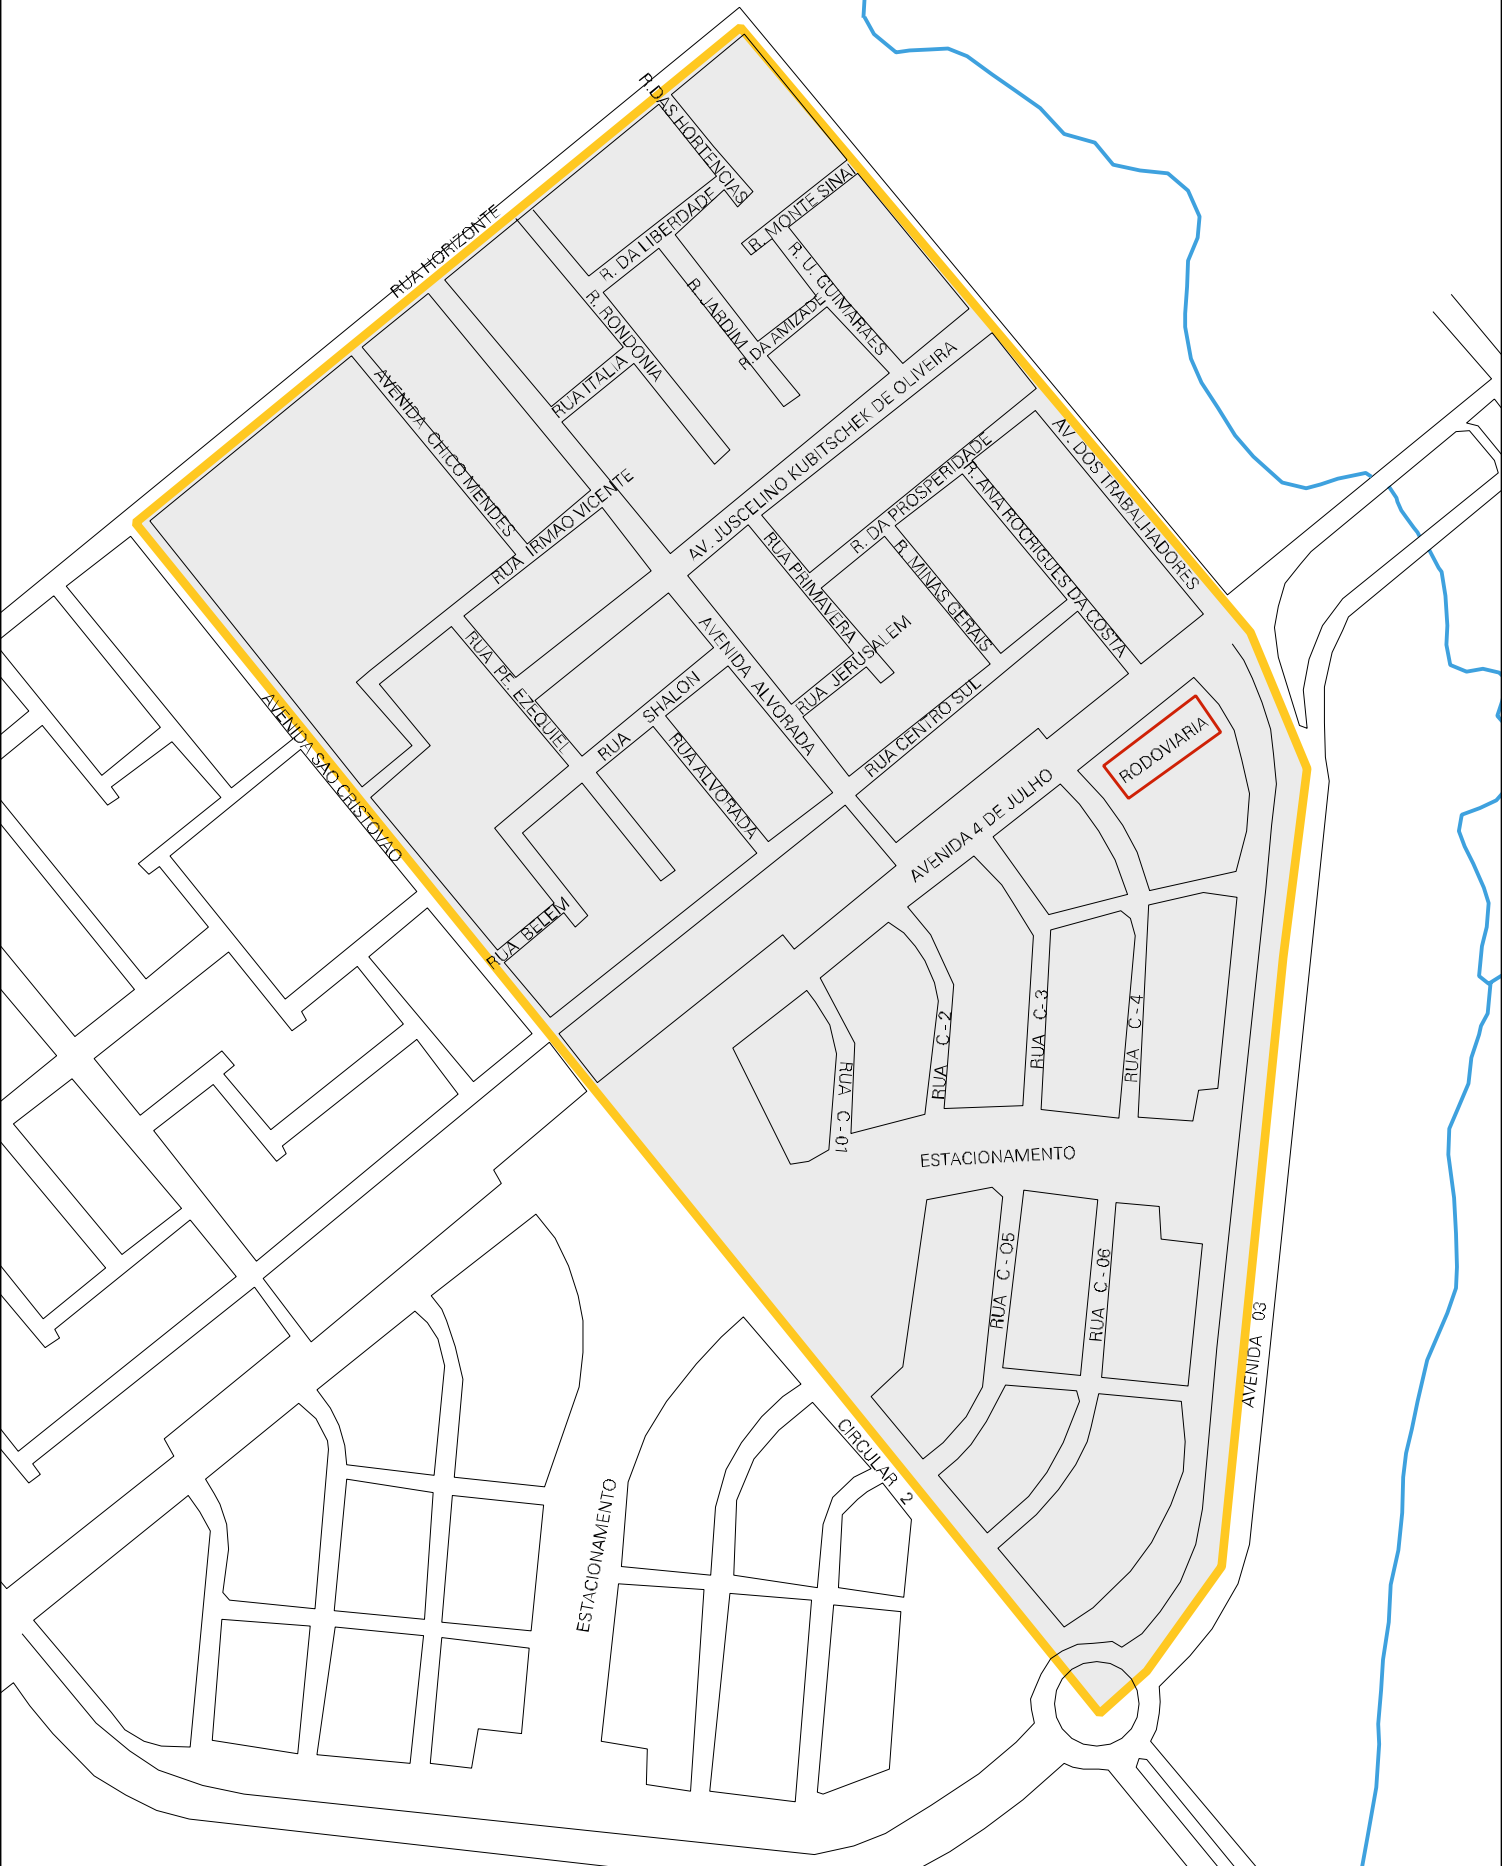 R.DAS HORTENCIAS
R. MONTE SINAI
RUA HORIZONTE
R. DA LIBERDADE
R. U. GUIMARAES
R. JARDIM
R. RONDONIA
R.DA AMIZADE
RUA ITALIA
AVENIDA CHICO MENDES
AV. JUSCELINO KUBITSCHEK DE OLIVEIRA
AV. DOS TRABALHADORES
RUA IRMAO VICENTE
R. DA PROSPERIDADE
R. ANA ROCRIGUES DA COSTA
RUA PRIMAVERA
R. MINAS GERAIS
RUA JERUSALEM
AVENIDA ALVORADA
RUA PE. EZEQUIEL
RUA SHALON
RUA CENTRO SUL
RUA ALVORADA
AVENIDA SAO CRISTOVAO
RODOVIARIA
AVENIDA 4 DE JULHO
RUA BELEM
RUA C-01
RUA C-2
RUA C-3
RUA C-4
ESTACIONAMENTO
RUA C-O5
RUA C-06
AVENIDA 03
CIRCULAR 2
ESTACIONAMENTO